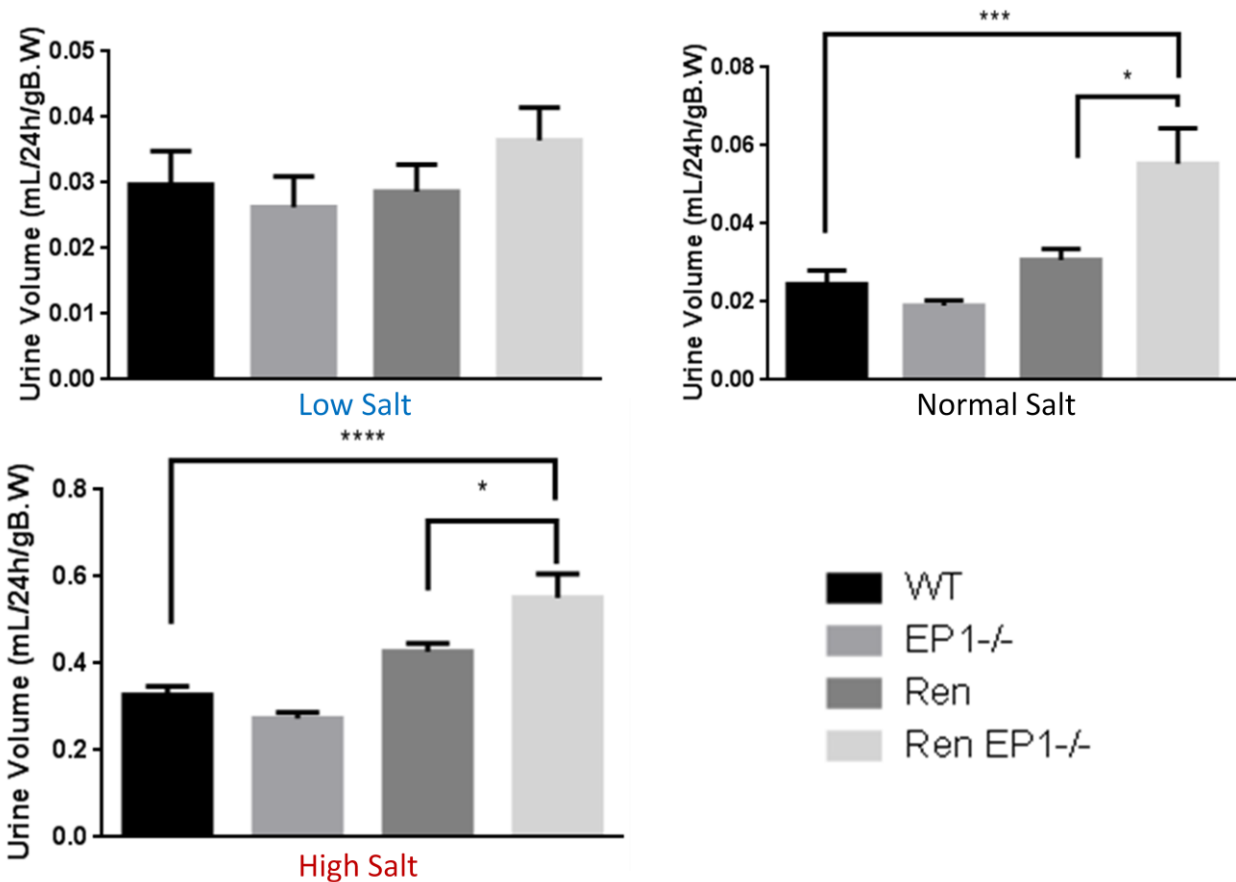 Urine Volume (mL/24h/gB.W)
0.05
0.04
0.03
0.02
0.01
0.00
Low Salt
***
*
Urine Volume (mL/24h/gB.W)
0.08
0.06
0.04
0.02
0.00
Normal Salt
****
*
Urine Volume (mL/24h/gB.W)
0.8
0.6
0.4
0.2
0.0
High Salt
WT
EP1-/-
Ren
Ren EP1-/-